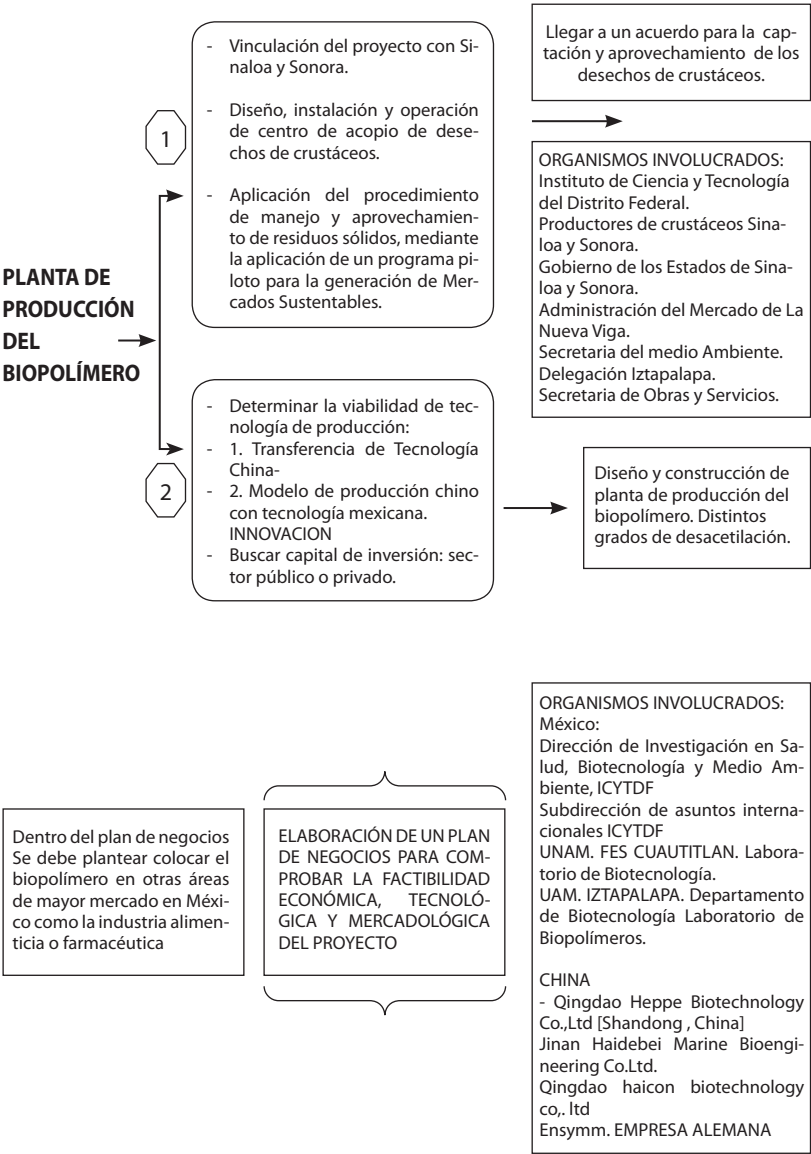 PLANTA DE
PRODUCCIÓN
DEL
BIOPOLÍMERO
1
- Vinculación del proyecto con Si-
naloa y Sonora.
- Diseño, instalación y operación
de centro de acopio de dese-
chos de crustáceos.
- Aplicación del procedimiento
de manejo y aprovechamien-
to de residuos sólidos, mediante
la aplicación de un programa pi-
loto para la generación de Mer-
cados Sustentables.
Llegar a un acuerdo para la cap-
tación y aprovechamiento de los
desechos de crustáceos.
ORGANISMOS INVOLUCRADOS:
Instituto de Ciencia y Tecnología
del Distrito Federal.
Productores de crustáceos Sina-
loa y Sonora.
Gobierno de los Estados de Sina-
loa y Sonora.
Administración del Mercado de La
Nueva Viga.
Secretaria del medio Ambiente.
Delegación Iztapalapa.
Secretaria de Obras y Servicios.
2
- Determinar la viabilidad de tec-
nología de producción:
- 1. Transferencia de Tecnología
China-
- 2. Modelo de producción chino
con tecnología mexicana.
INNOVACION
- Buscar capital de inversión: sec-
tor público o privado.
Diseño y construcción de
planta de producción del
biopolímero. Distintos
grados de desacetilación.
Dentro del plan de negocios
Se debe plantear colocar el
biopolímero en otras áreas
de mayor mercado en Méxi-
co como la industria alimen-
ticia o farmacéutica
ELABORACIÓN DE UN PLAN
DE NEGOCIOS PARA COM-
PROBAR LA FACTIBILIDAD
ECONÓMICA, TECNOLÓ-
GICA Y MERCADOLÓGICA
DEL PROYECTO
ORGANISMOS INVOLUCRADOS:
México:
Dirección de Investigación en Sa-
lud, Biotecnología y Medio Am-
biente, ICYTDF
Subdirección de asuntos interna-
cionales ICYTDF
UNAM. FES CUAUTITLAN. Labora-
torio de Biotecnología.
UAM. IZTAPALAPA. Departamento
de Biotecnología Laboratorio de
Biopolímeros.
CHINA
- Qingdao Heppe Biotechnology
Co.,Ltd [Shandong , China]
Jinan Haidebei Marine Bioengi-
neering Co.Ltd.
Qingdao haicon biotechnology
co,. ltd
Ensymm. EMPRESA ALEMANA